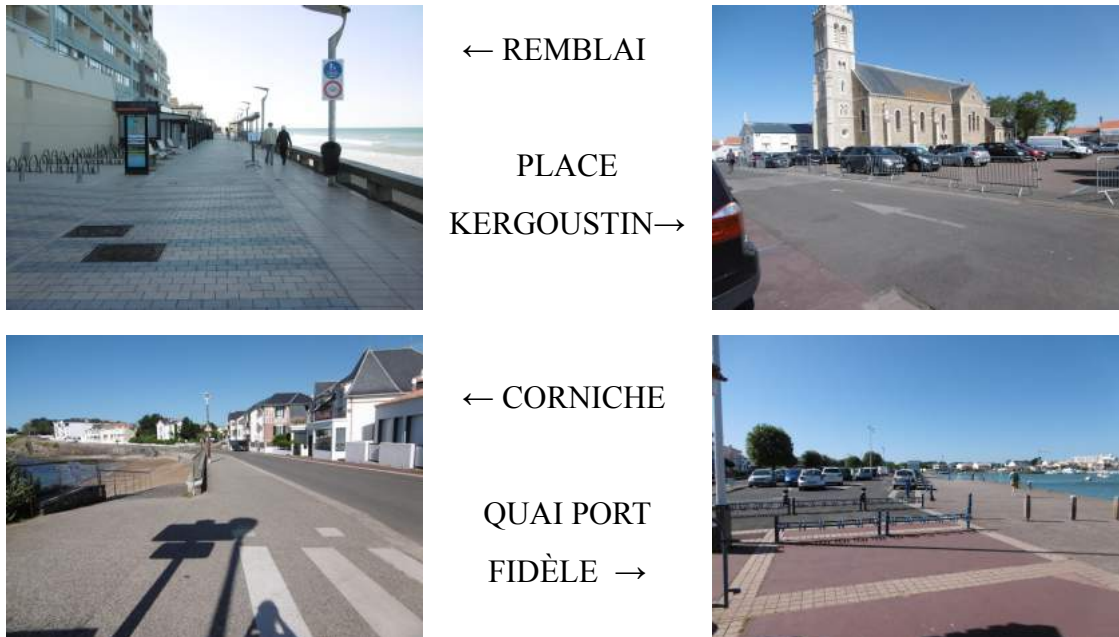 ← REMBLAI
PLACE
KERGOUSTIN→
← CORNICHE
QUAI PORT
FIDÈLE →